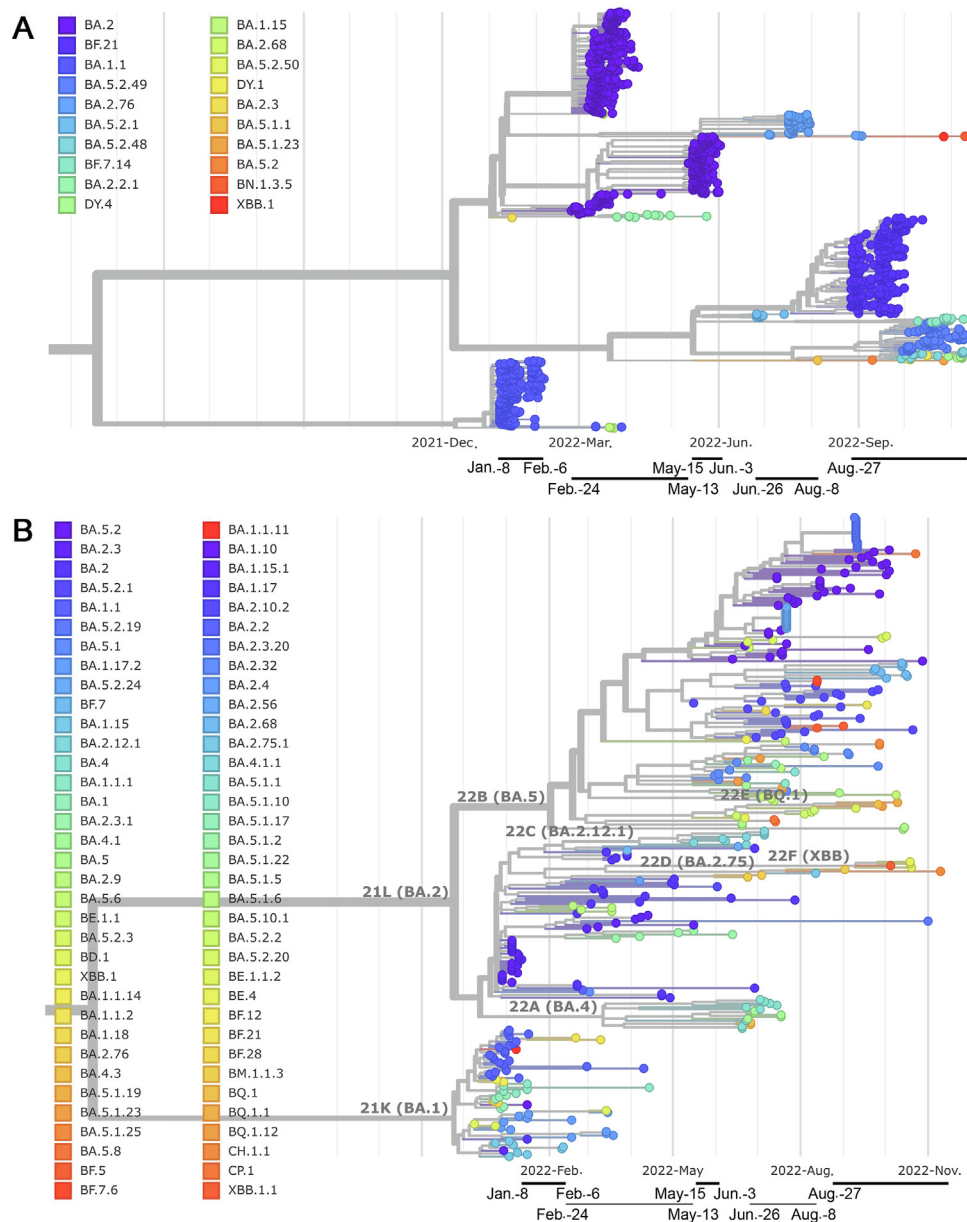 A
BA.2
BF.21
BA.1.1
BA.5.2.49
BA.2.76
BA.5.2.1
BA.5.2.48
BF.7.14
BA.2.2.1
DY.4
BA.1.15
BA.2.68
BA.5.2.50
DY.1
BA.2.3
BA.5.1.1
BA.5.1.23
BA.5.2
BN.1.3.5
XBB.1
2021-Dec. 2022-Mar. 2022-Jun. 2022-Sep.
Jan.-8 Feb.-6 May-15 Jun.-3 Aug.-27
Feb.-24 May-13 Jun.-26 Aug.-8
B
BA.5.2
BA.2.3
BA.2
BA.5.2.1
BA.1.1
BA.5.2.19
BA.5.1
BA.1.17.2
BA.5.2.24
BF.7
BA.1.15
BA.2.12.1
BA.4
BA.1.1.1
BA.1
BA.2.3.1
BA.4.1
BA.5
BA.2.9
BA.5.6
BE.1.1
BA.5.2.3
BD.1
XBB.1
BA.1.1.14
BA.1.1.2
BA.1.18
BA.2.76
BA.4.3
BA.5.1.19
BA.5.1.23
BA.5.1.25
BA.5.8
BF.5
BF.7.6
BA.1.1.11
BA.1.10
BA.1.15.1
BA.1.17
BA.2.10.2
BA.2.2
BA.2.3.20
BA.2.32
BA.2.4
BA.2.56
BA.2.68
BA.2.75.1
BA.4.1.1
BA.5.1.1
BA.5.1.10
BA.5.1.17
BA.5.1.2
BA.5.1.22
BA.5.1.5
BA.5.1.6
BA.5.10.1
BA.5.2.2
BA.5.2.20
BE.1.1.2
BE.4
BF.12
BF.21
BF.28
BM.1.1.3
BQ.1
BQ.1.1
BQ.1.12
CH.1.1
CP.1
XBB.1.1
22B (BA.5)
22E (BQ.1)
22C (BA.2.12.1)
22D (BA.2.75)
22F (XBB)
21L (BA.2)
22A (BA.4)
21K (BA.1)
2022-Feb. 2022-May 2022-Aug. 2022-Nov.
Jan.-8 Feb.-6 May-15 Jun.-3 Aug.-27
Feb.-24 May-13 Jun.-26 Aug.-8